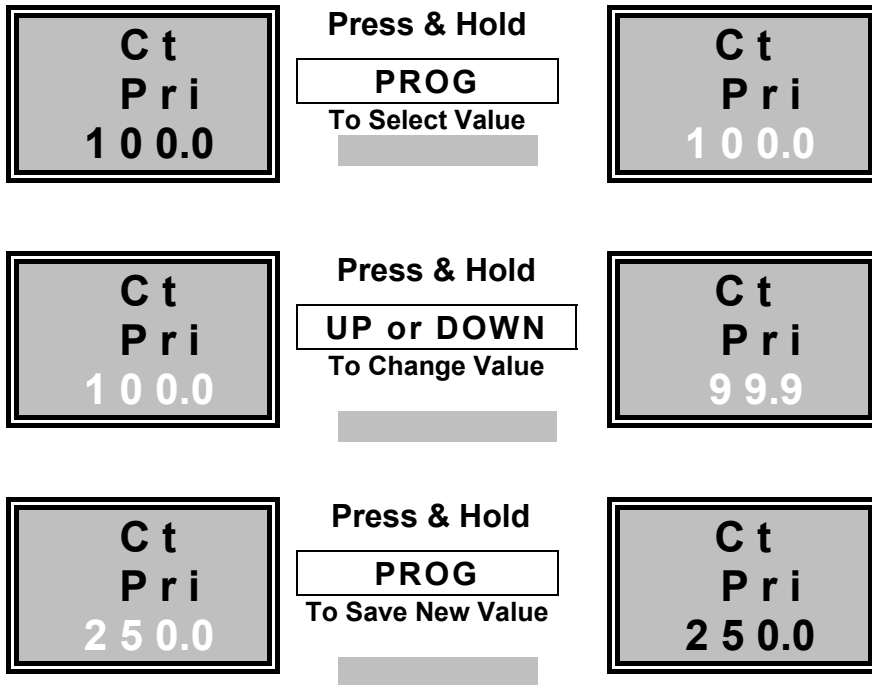 C t
P r i
1 0 0.0
Press & Hold
PROG
To Select Value
C t
P r i
1 0 0.0
C t
P r i
1 0 0.0
Press & Hold
UP or DOWN
To Change Value
C t
P r i
9 9.9
C t
P r i
2 5 0.0
Press & Hold
PROG
To Save New Value
C t
P r i
2 5 0.0